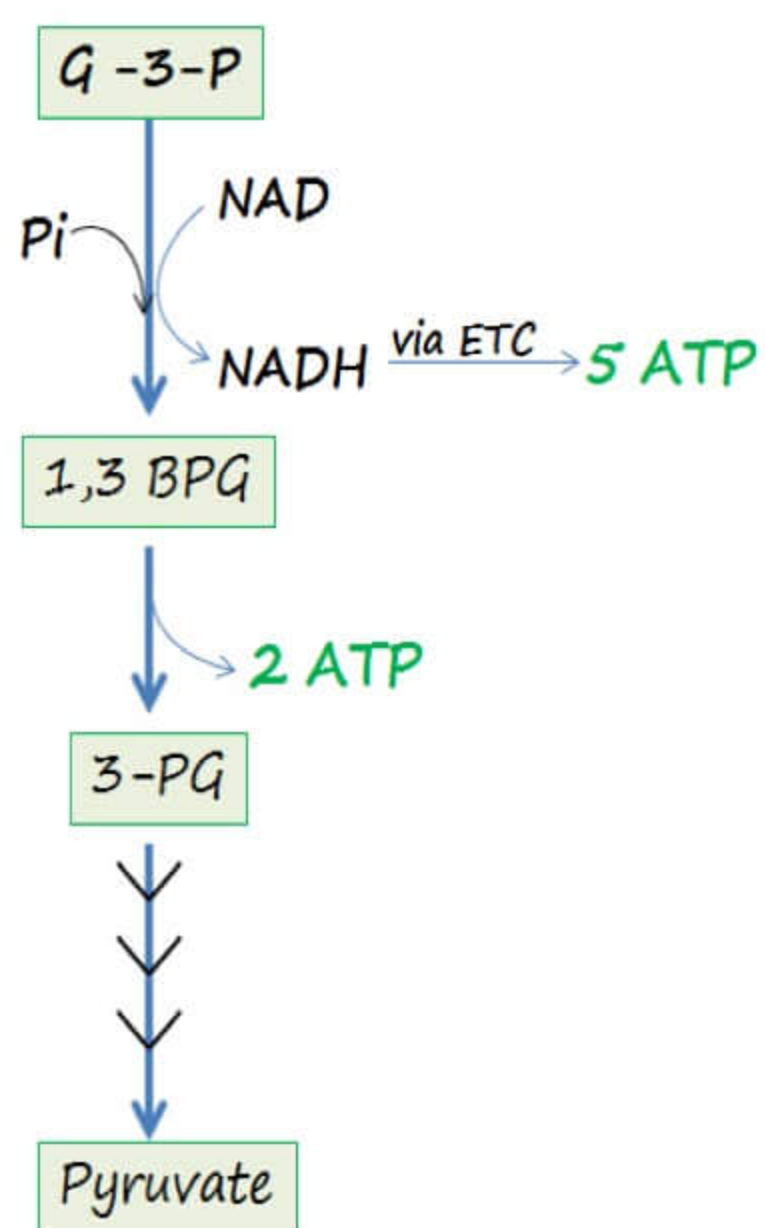 G -3-P
NAD
Pi
NADH via ETC 5 ATP
1,3 BPG
2 ATP
3-PG
Pyruvate